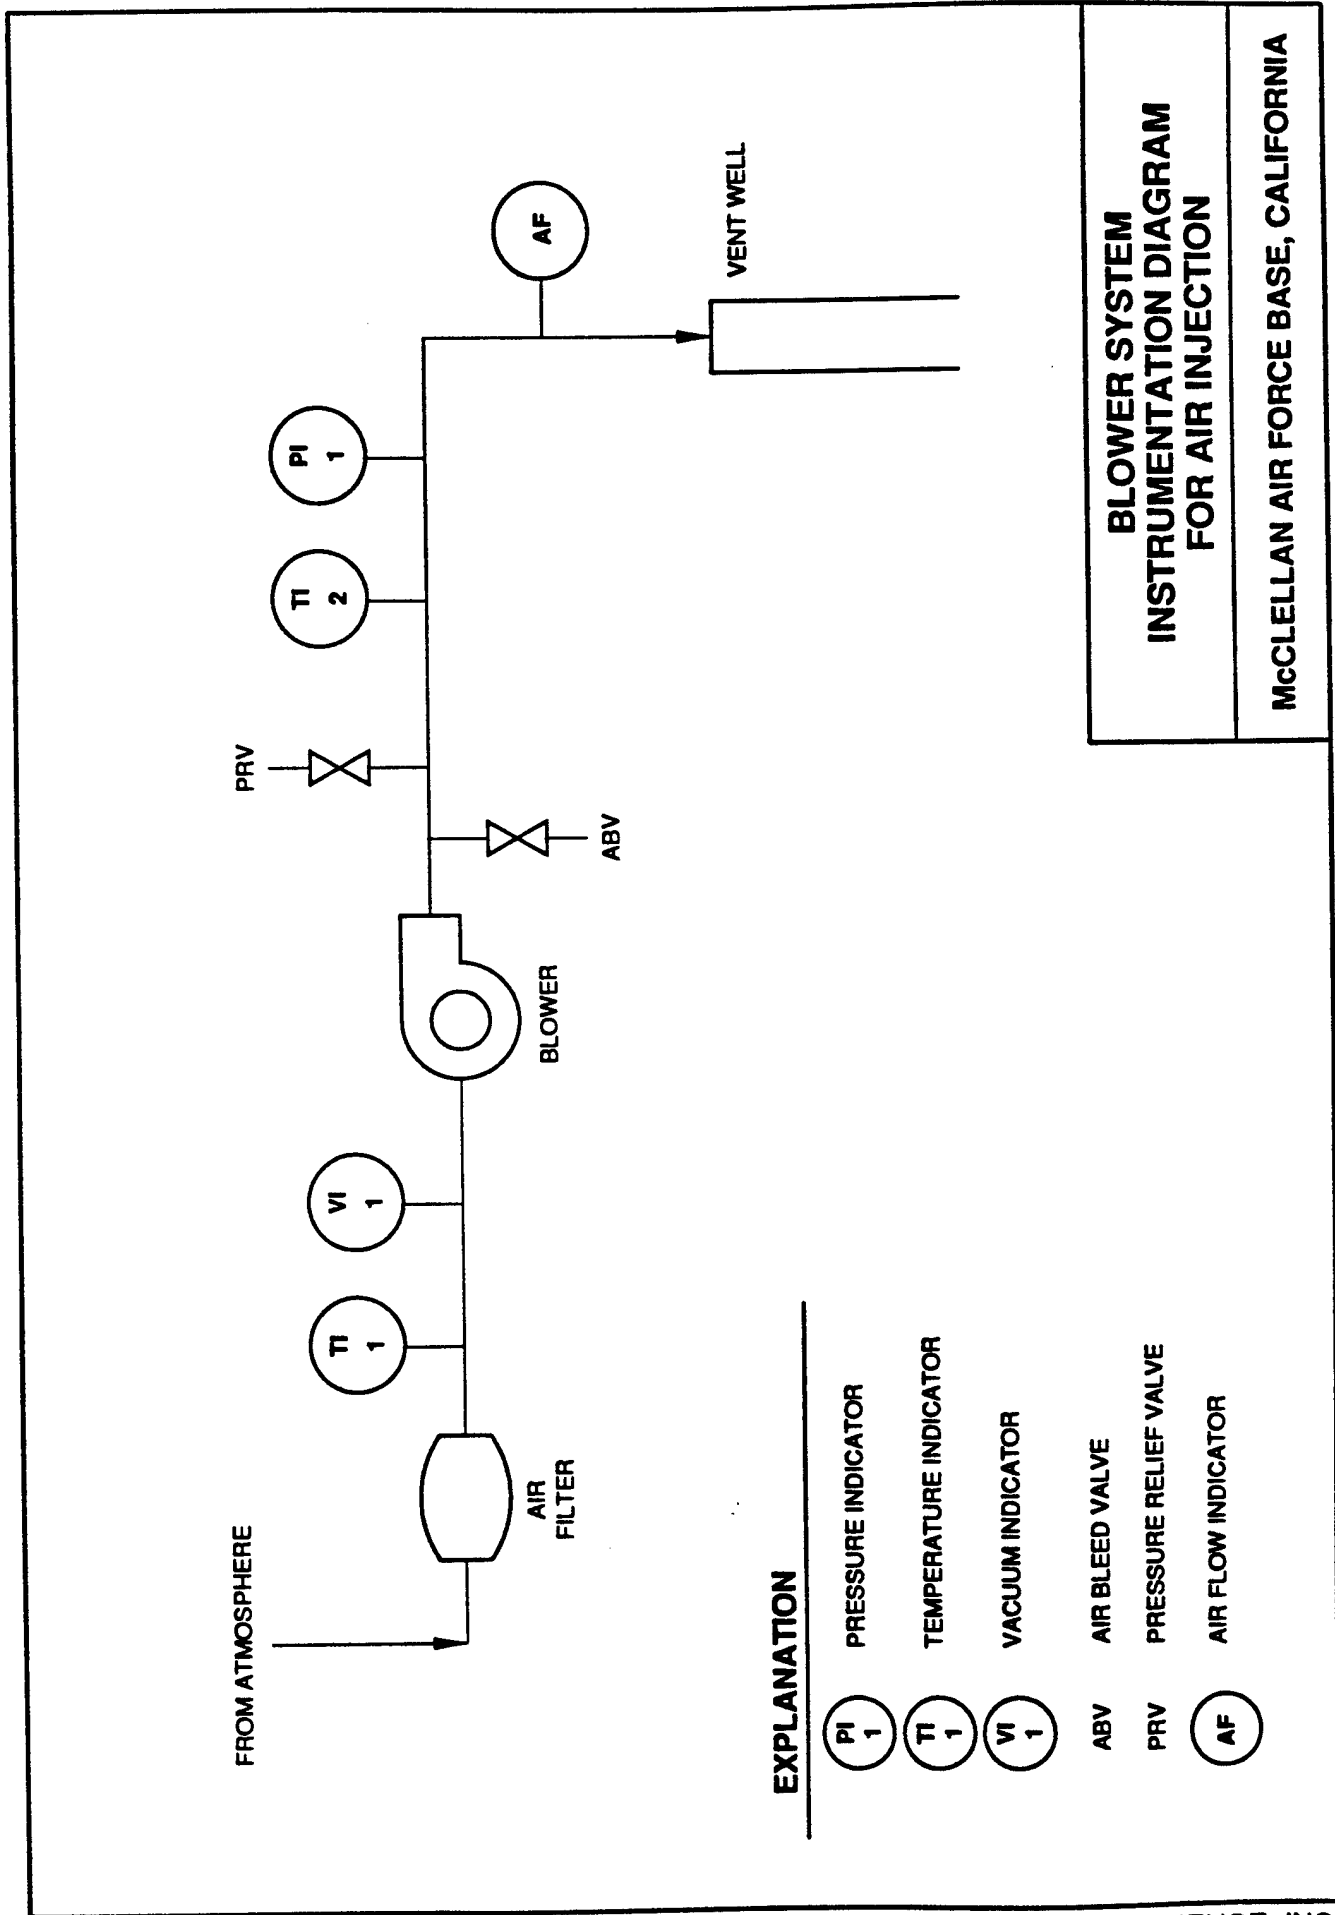 FROM ATMOSPHERE
AIR
FILTER
TI
1
VI
1
BLOWER
PRV
ABV
TI
2
PI
1
AF
VENT WELL
EXPLANATION
PI
1
PRESSURE INDICATOR
TI
1
TEMPERATURE INDICATOR
VI
1
VACUUM INDICATOR
ABV AIR BLEED VALVE
PRV PRESSURE RELIEF VALVE
AF AIR FLOW INDICATOR
BLOWER SYSTEM
INSTRUMENTATION DIAGRAM
FOR AIR INJECTION
McCLELLAN AIR FORCE BASE, CALIFORNIA